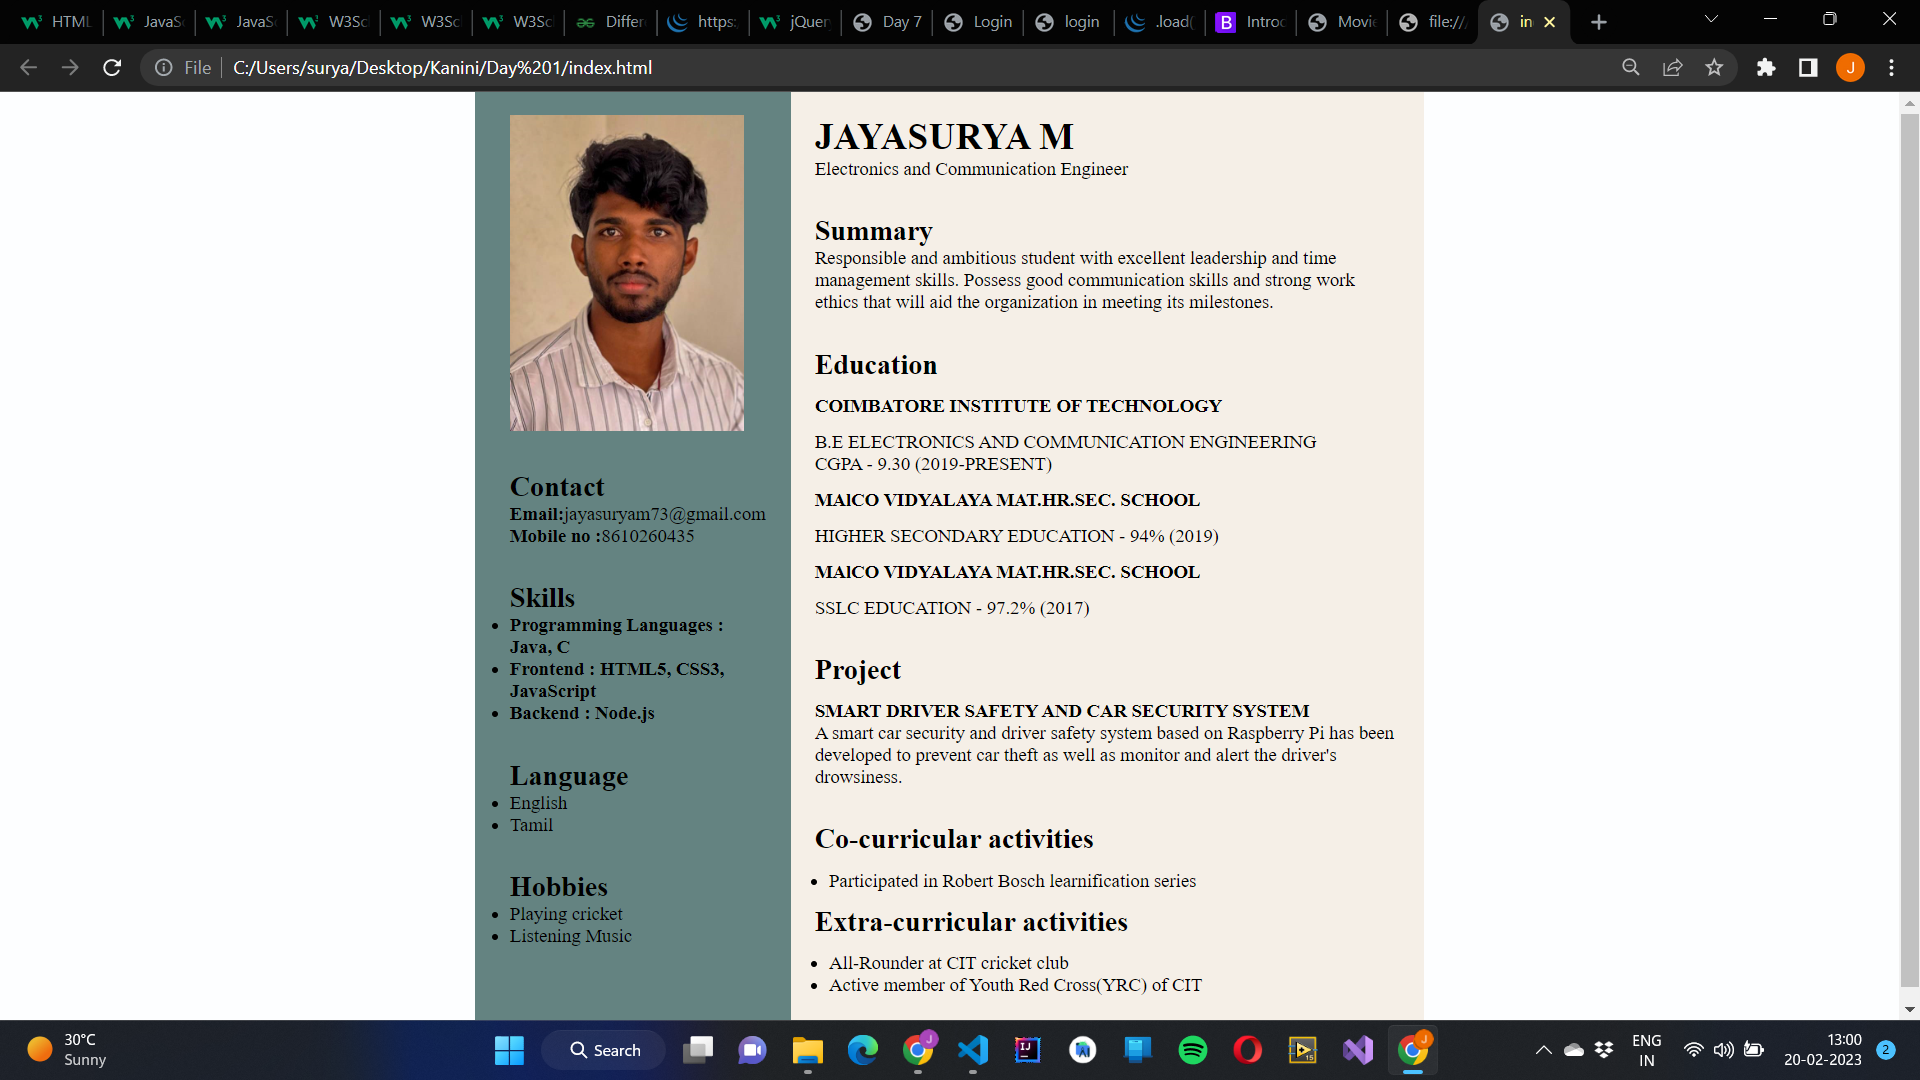 HTML
JavaSc
JavaSc
W3Sc
W3Sc
W3Sc
Differ
https:
jQuer
Day 7
Login
login
.load(
Introd
Movie
file:///
in
File
C:/Users/surya/Desktop/Kanini/Day%201/index.html
J
JAYASURYA M
Electronics and Communication Engineer
Summary
Responsible and ambitious student with excellent leadership and time
management skills. Possess good communication skills and strong work
ethics that will aid the organization in meeting its milestones.
Education
COIMBATORE INSTITUTE OF TECHNOLOGY
B.E ELECTRONICS AND COMMUNICATION ENGINEERING
CGPA - 9.30 (2019-PRESENT)
MAlCO VIDYALAYA MAT.HR.SEC. SCHOOL
HIGHER SECONDARY EDUCATION - 94% (2019)
MAlCO VIDYALAYA MAT.HR.SEC. SCHOOL
SSLC EDUCATION - 97.2% (2017)
Project
SMART DRIVER SAFETY AND CAR SECURITY SYSTEM
A smart car security and driver safety system based on Raspberry Pi has been
developed to prevent car theft as well as monitor and alert the driver's
drowsiness.
Co-curricular activities
Participated in Robert Bosch learnification series
Extra-curricular activities
All-Rounder at CIT cricket club
Active member of Youth Red Cross(YRC) of CIT
Contact
Email:jayasuryam73@gmail.com
Mobile no :8610260435
Skills
Programming Languages :
Java, C
Frontend : HTML5, CSS3,
JavaScript
Backend : Node.js
Language
English
Tamil
Hobbies
Playing cricket
Listening Music
30°C
Sunny
Search
ENG
IN
13:00
20-02-2023
2